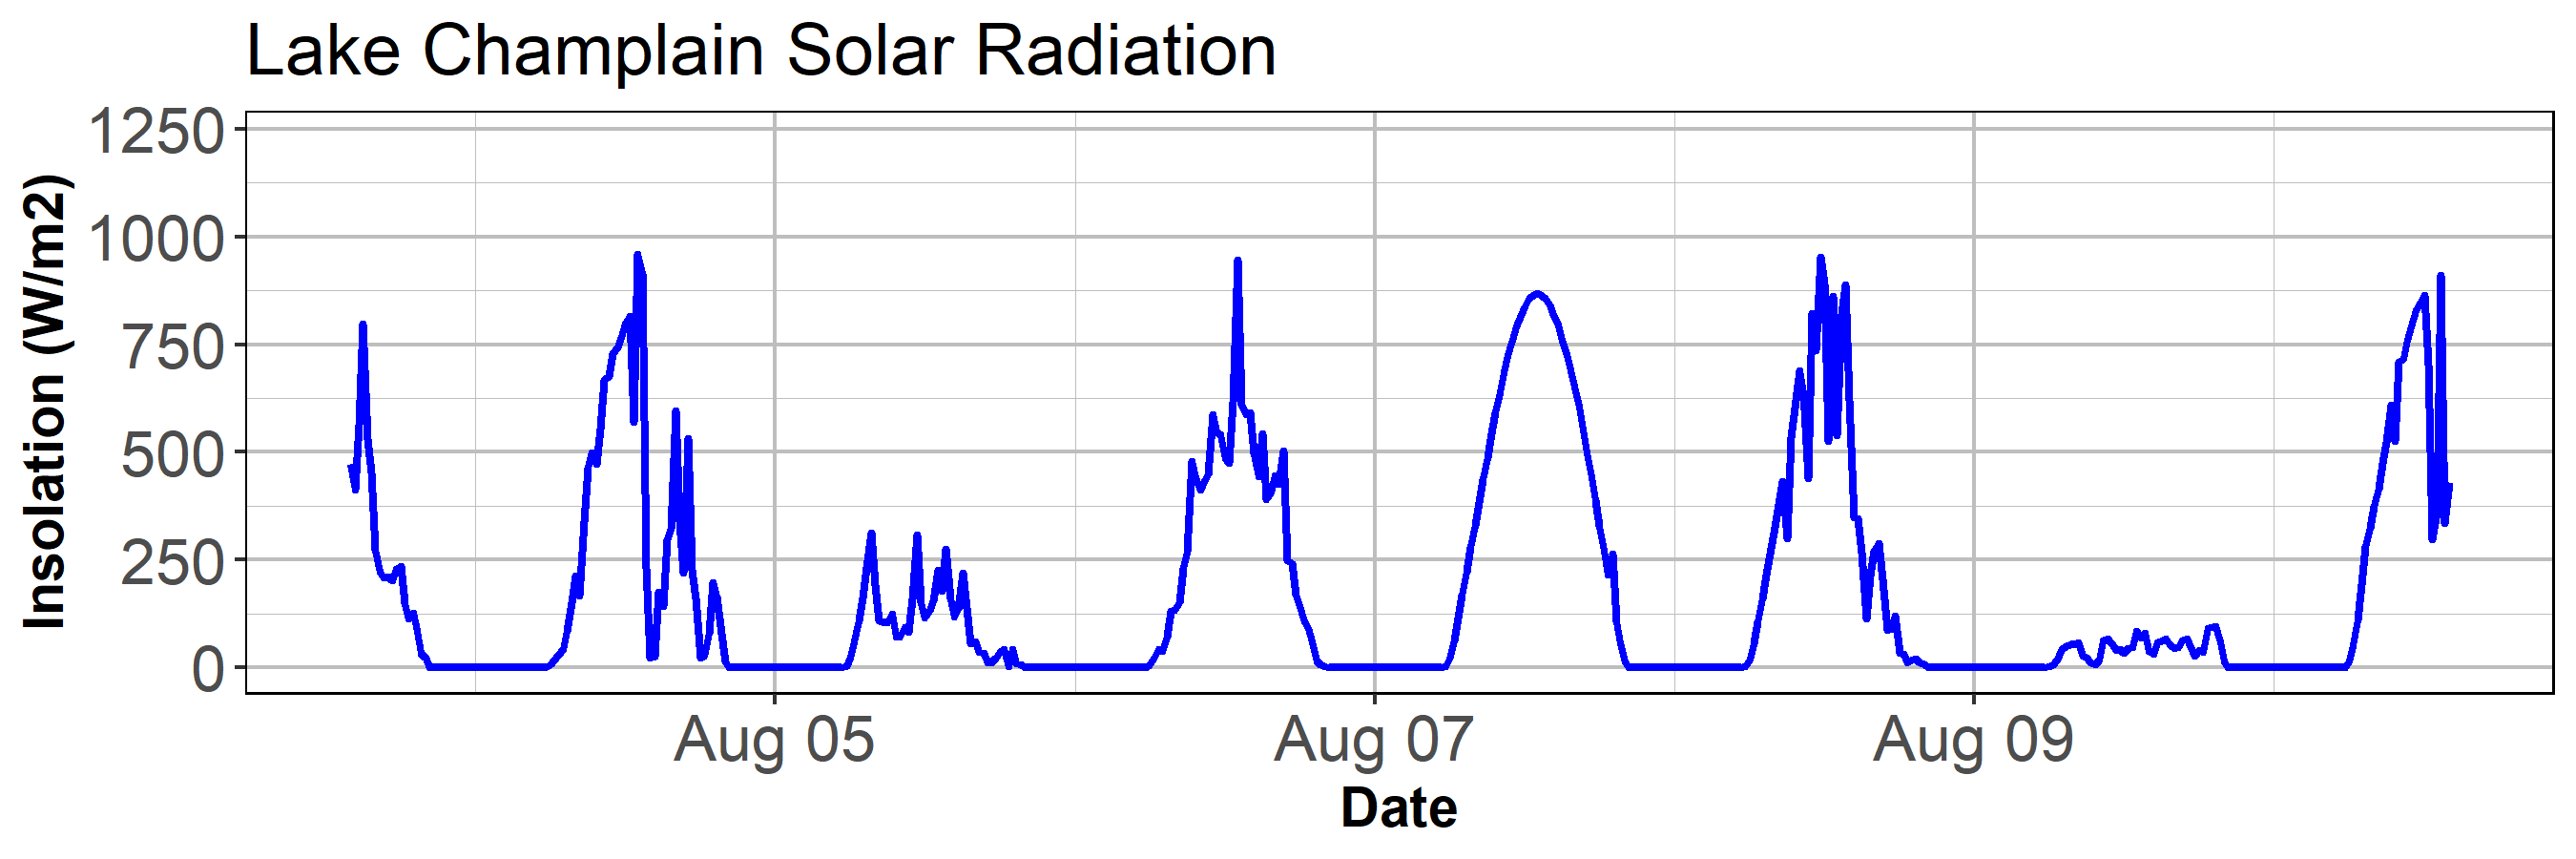 Lake Champlain Solar Radiation
Insolation (W/m2)
1250
1000
750
500
250
0
Aug 05
Aug 07
Aug 09
Date